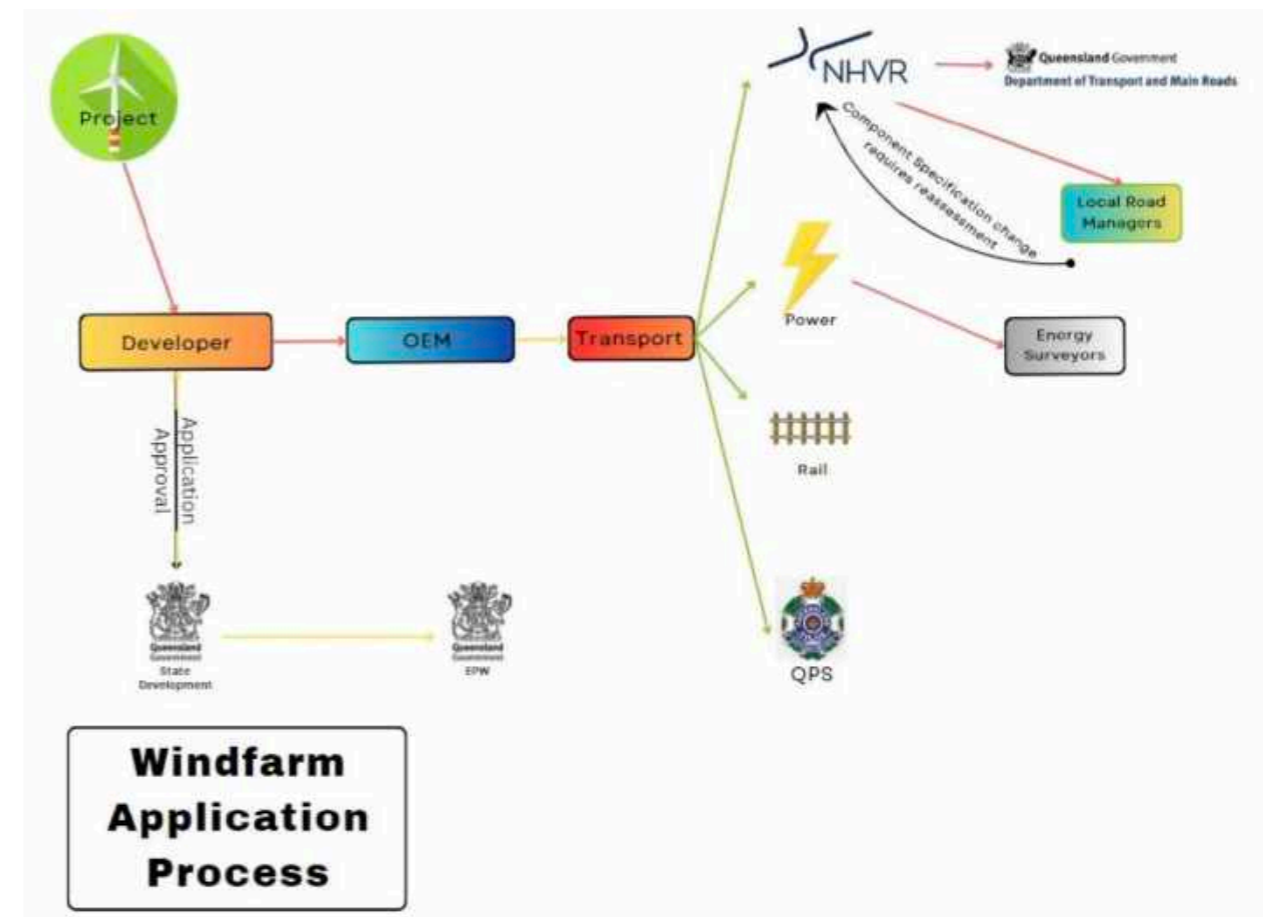 Project
NHVR
Queensland Government
Department of Transport and Main Roads
Component Specification change
requires reassessment
Local Road
Managers
Power
Energy
Surveyors
Developer
OEM
Transport
Rail
Application
Approval
Queensland
Government
State
Development
Queensland
Government
EPW
QPS
Windfarm
Application
Process